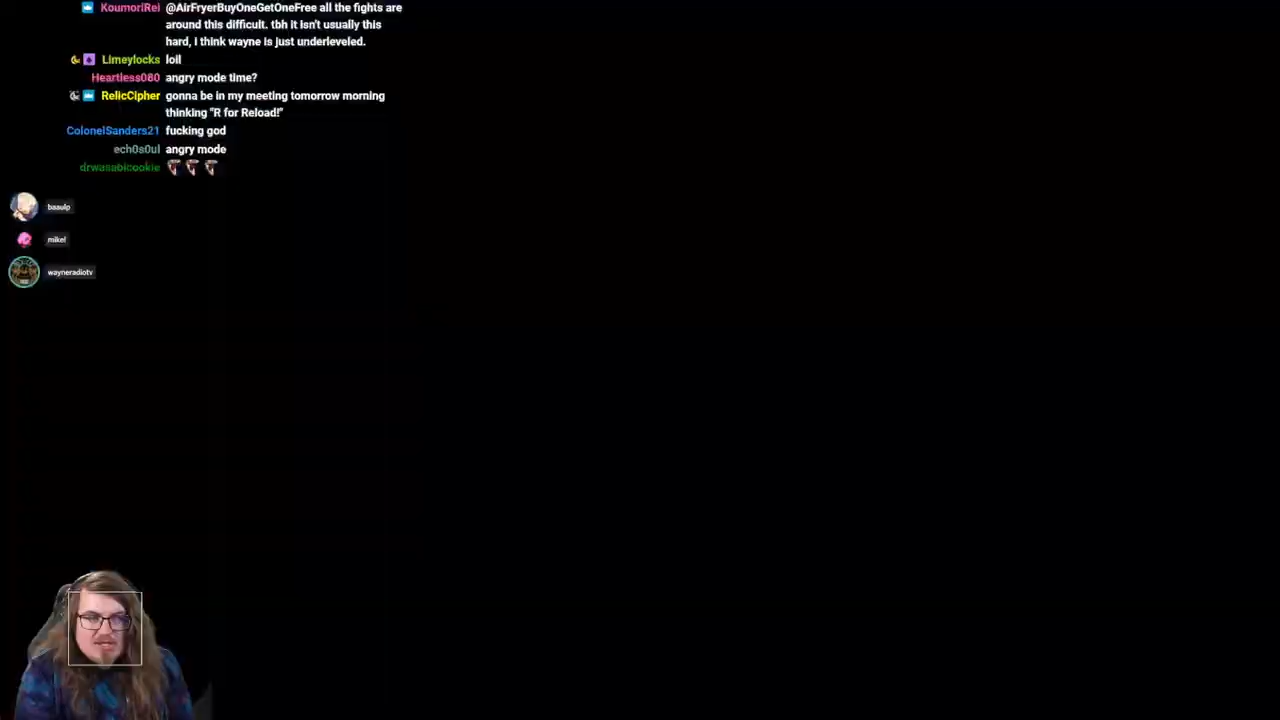 KoumoriRei @AirFryerBuyOneGetOneFree all the fights are
around this difficult. tbh it isn't usually this
hard, i think wayne is just underleveled.
Limeylocks loil
Heartless080 angry mode time?
RelicCipher gonna be in my meeting tomorrow morning
thinking "R for Reload!"
ColonelSanders21 fucking god
ech0s0ul angry mode
drwasabicookie
baaulp
mikel
wayneradiotv